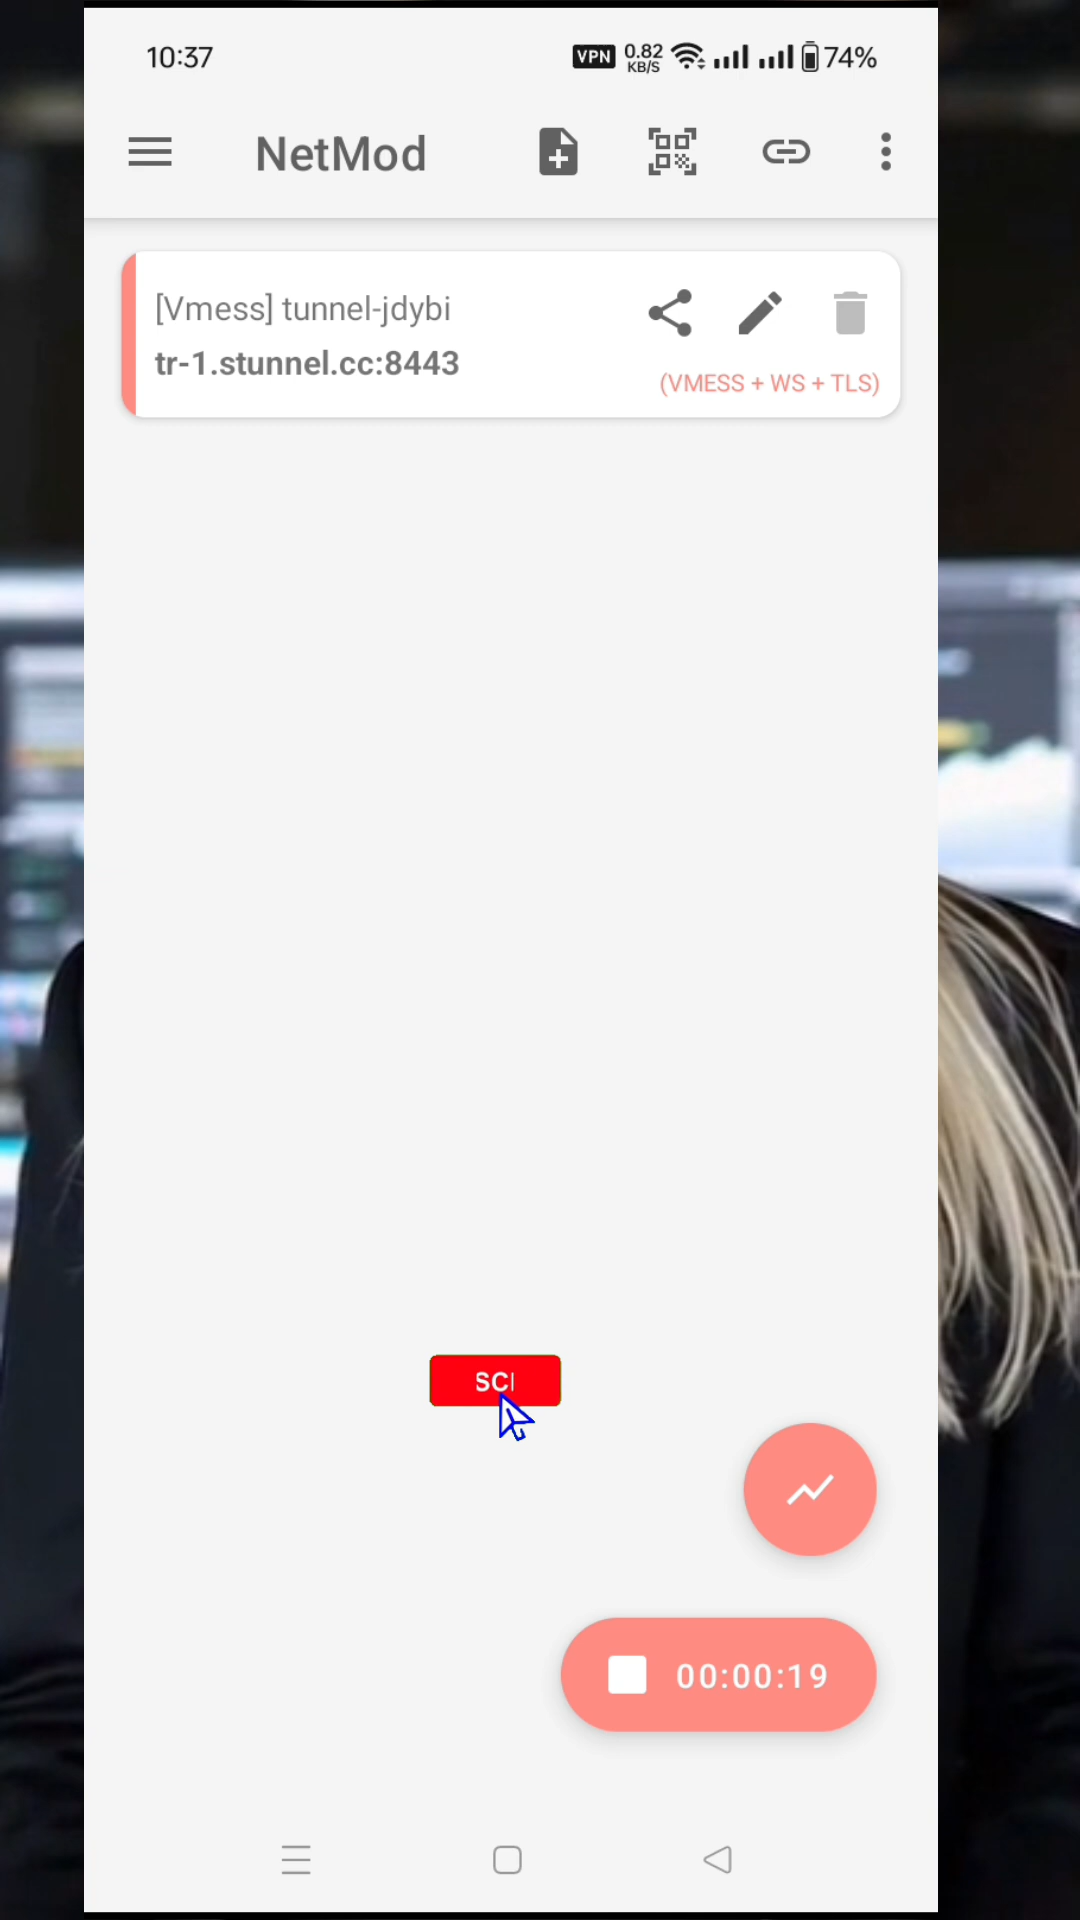 10:37
VPN 0.82 KB/S 74%
NetMod
[Vmess] tunnel-jdybi
tr-1.stunnel.cc:8443
(VMESS + WS + TLS)
00:00:19